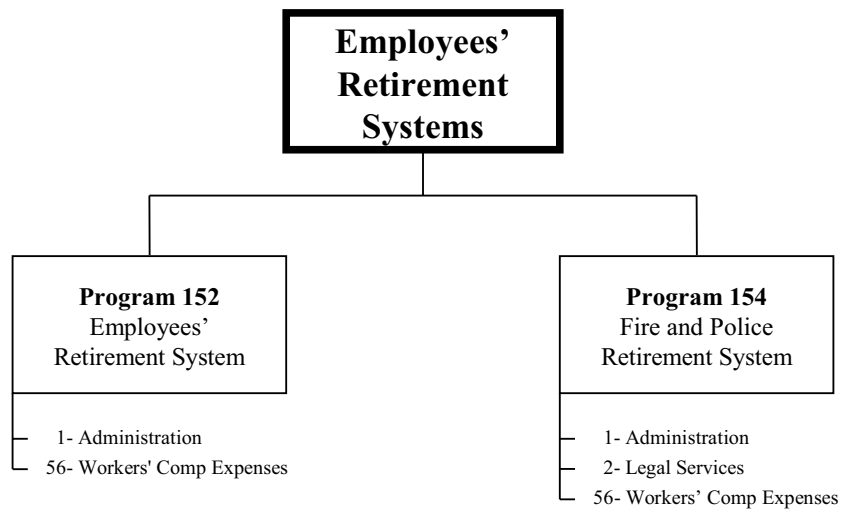 Employees’
Retirement
Systems
Program 152
Employees’
Retirement System
1- Administration
56- Workers' Comp Expenses
Program 154
Fire and Police
Retirement System
1- Administration
2- Legal Services
56- Workers’ Comp Expenses